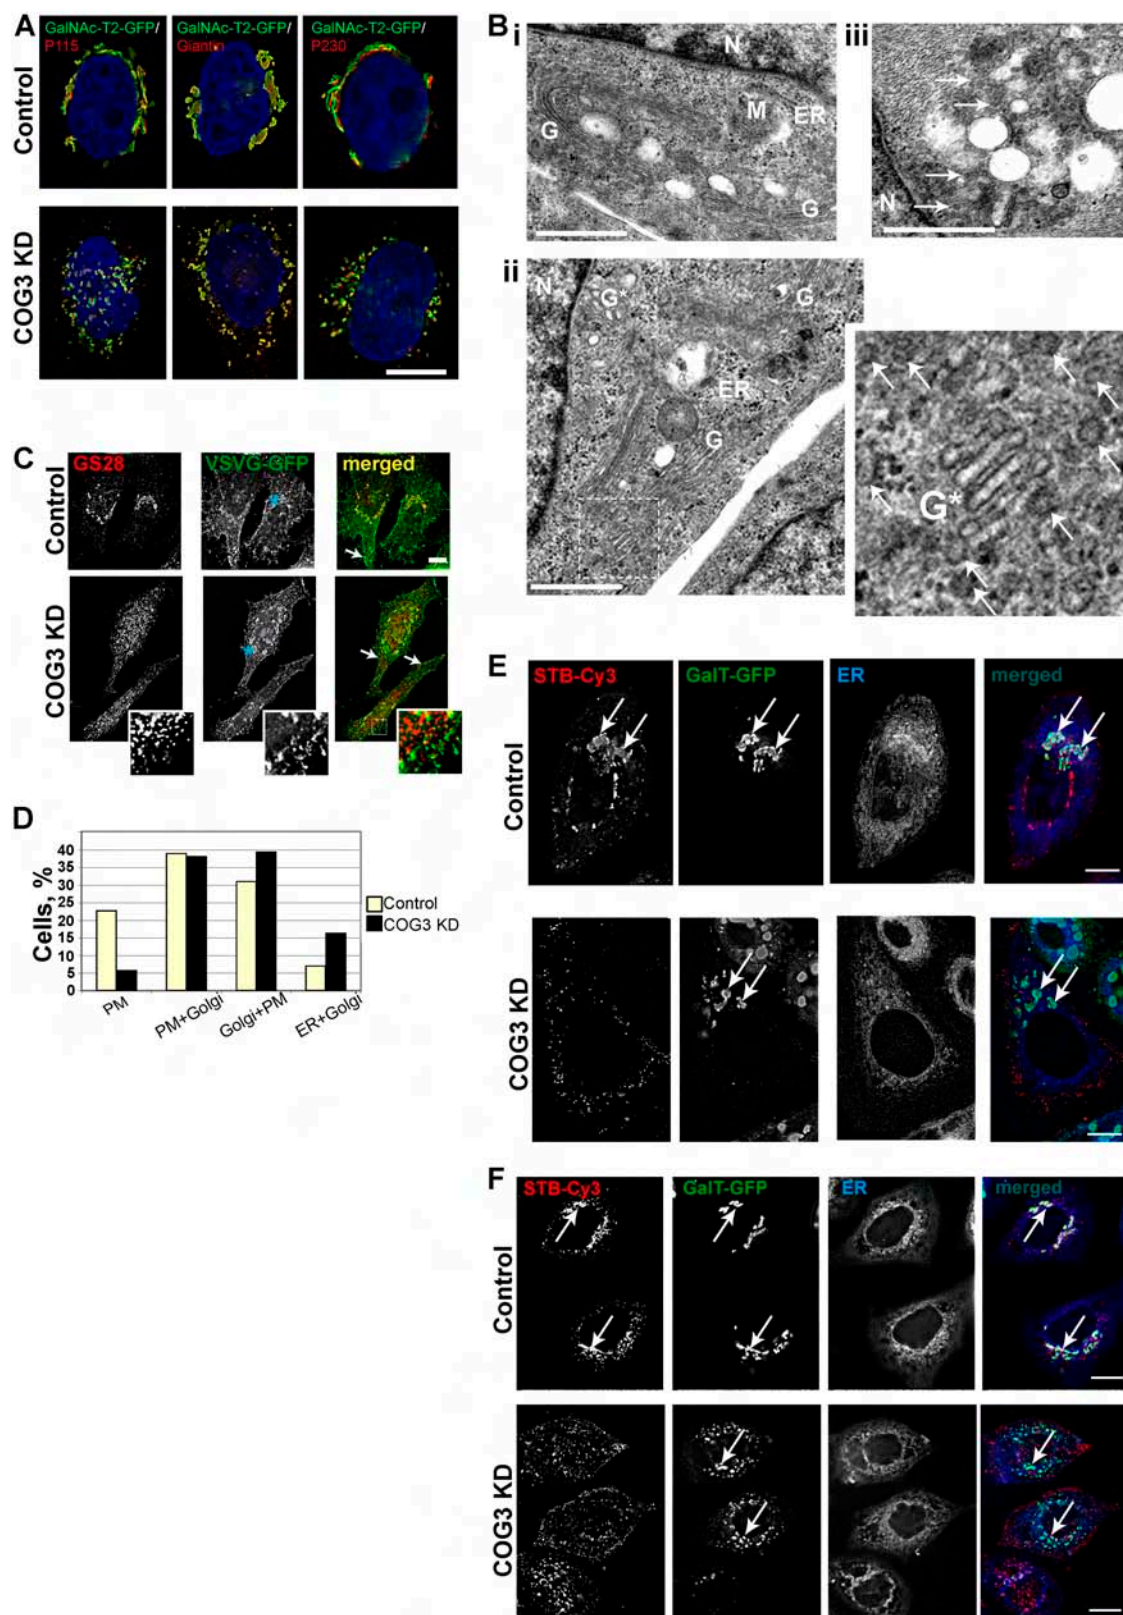 A
GalNAc-T2-GFP/ GalNAc-T2-GFP/ GalNAc-T2-GFP/
P115 Giantin P230
Control
COG3 KD
B
i
N
M
ER
G
G
iii
N
ii
N
G*
G
ER
G
G*
C
GS28 VSVG-GFP merged
Control
COG3 KD
D
Cells, %
40
35
30
25
20
15
10
5
0
PM PM+Golgi Golgi+PM ER+Golgi
Control
COG3 KD
E
STB-Cy3 GalT-GFP ER merged
Control
COG3 KD
F
STB-Cy3 GalT-GFP ER merged
Control
COG3 KD